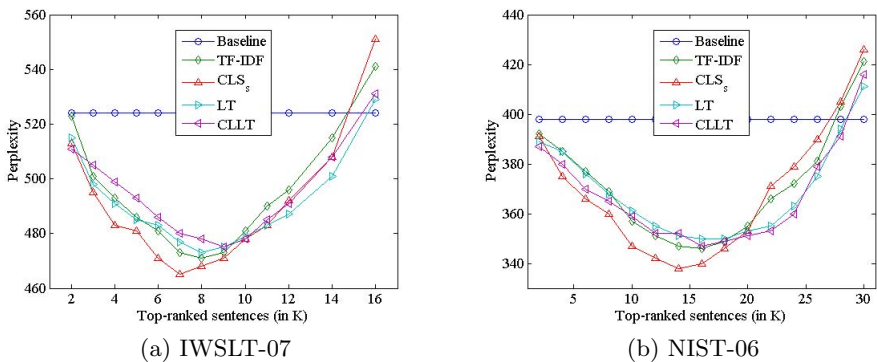 560
540
520
500
480
460
Perplexity
Baseline
TF-IDF
CLSs
LT
CLLT
2 4 6 8 10 12 14 16
Top-ranked sentences (in K)
(a) IWSLT-07
440
420
400
380
360
340
Perplexity
Baseline
TF-IDF
CLSs
LT
CLLT
5 10 15 20 25 30
Top-ranked sentences (in K)
(b) NIST-06